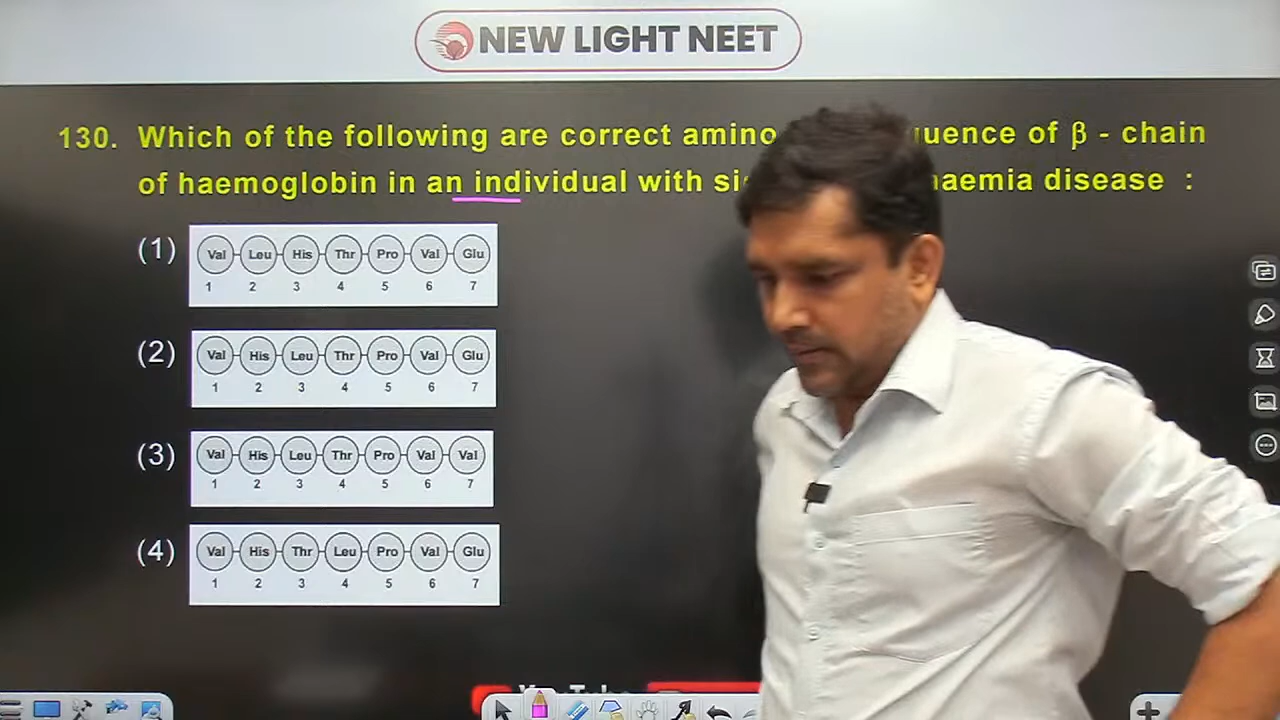 NEW LIGHT NEET
130. Which of the following are correct amino of β - chain
of haemoglobin in an individual with disease :
(1) Val Leu His Thr Pro Val Glu
1 2 3 4 5 6 7
(2) Val His Leu Thr Pro Val Glu
1 2 3 4 5 6 7
(3) Val His Leu Thr Pro Val Val
1 2 3 4 5 6 7
(4) Val His Thr Leu Pro Val Glu
1 2 3 4 5 6 7